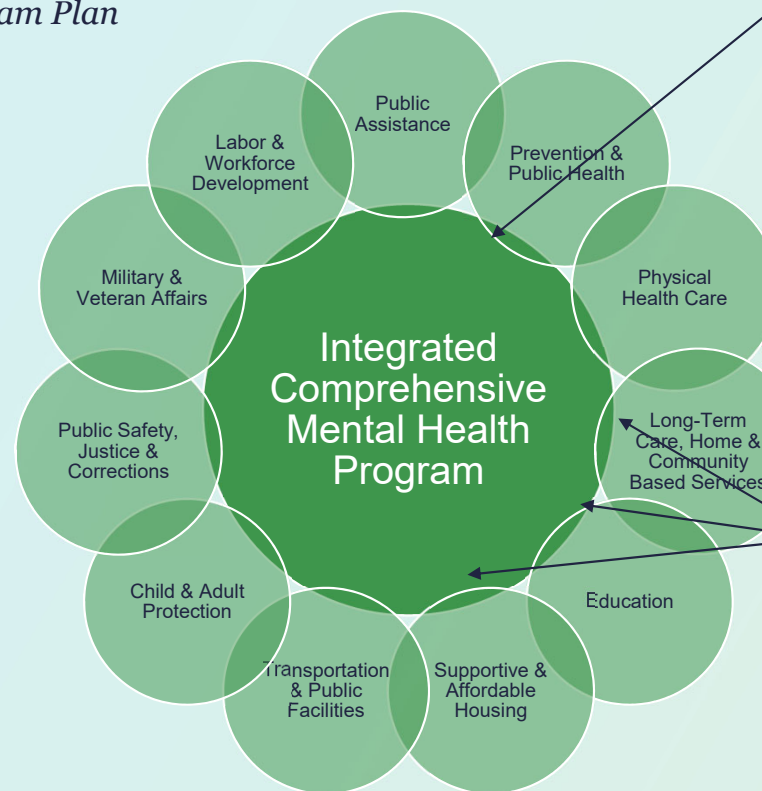 am Plan
Public
Assistance
Prevention &
Public Health
Physical
Health Care
Long-Term
Care, Home &
Community
Based Services
Education
Supportive &
Affordable
Housing
Transportation
& Public
Facilities
Child & Adult
Protection
Public Safety,
Justice &
Corrections
Military &
Veteran Affairs
Labor &
Workforce
Development
Integrated
Comprehensive
Mental Health
Program